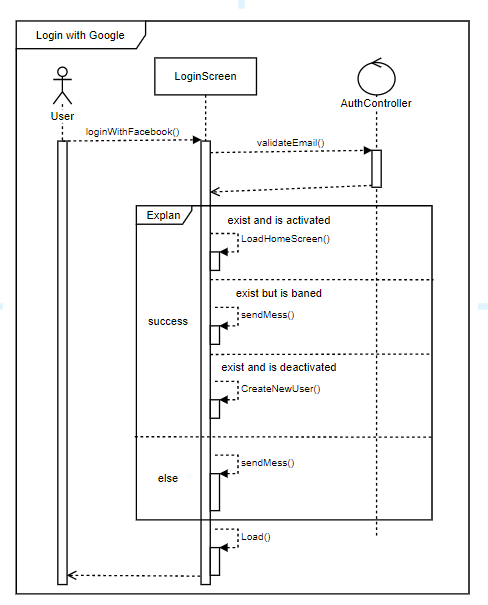 Login with Google
LoginScreen
AuthController
User
loginWithFacebook()
validateEmail()
Explan
exist and is activated
LoadHomeScreen()
exist but is baned
sendMess()
success
exist and is deactivated
CreateNewUser()
sendMess()
else
Load()